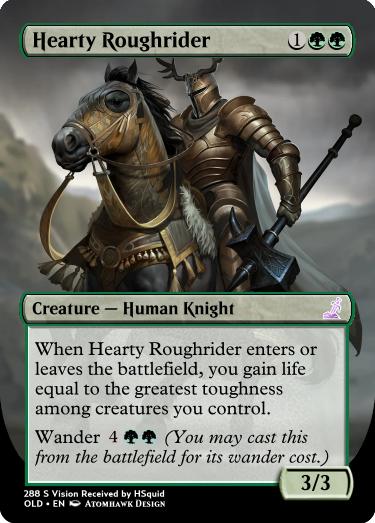 Hearty Roughrider 1
Creature — Human Knight
When Hearty Roughrider enters or
leaves the battlefield, you gain life
equal to the greatest toughness
among creatures you control.
Wander 4 (You may cast this
from the battlefield for its wander cost.)
3/3
288 S Vision Received by HSquid
OLD • EN Atomhawk Design